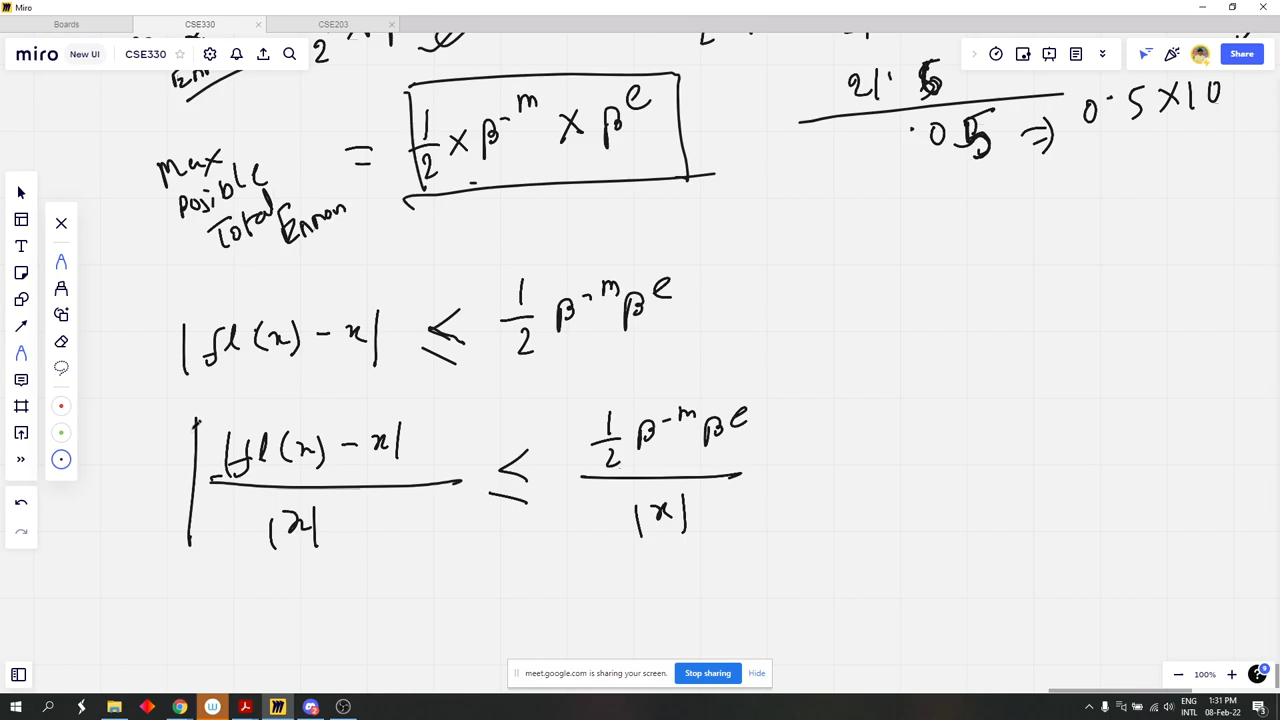 Miro
Boards
CSE330
CSE203
miro
New UI
CSE330
Share
21.
.05 ⇒ 0.5 X 10
= 1/2 × β^-m × β^e
Max
Posible
Total Error
|fl(x) - x| ≤ 1/2 β^-m β^e
|fl(x) - x| / |x| ≤ 1/2 β^-m β^e / |x|
meet.google.com is sharing your screen.
Stop sharing
Hide
100%
9
ENG
INTL
1:31 PM
08-Feb-22
3